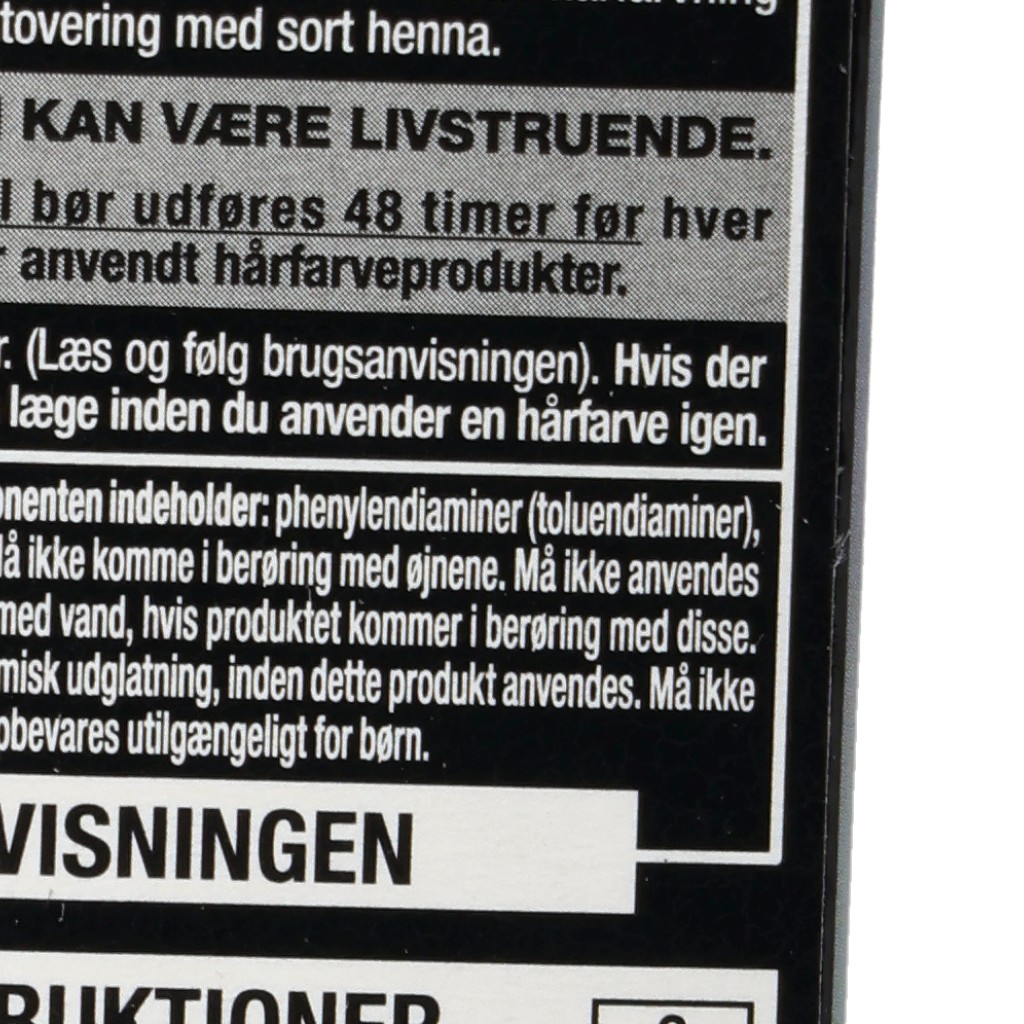 tovering med sort henna.
KAN VÆRE LIVSTRUENDE.
bør udføres 48 timer før hver
anvendt hårfarveprodukter.
(Læs og følg brugsanvisningen). Hvis der
læge inden du anvender en hårfarve igen.
nenten indeholder: phenylendiaminer (toluendiaminer),
ikke komme i berøring med øjnene. Må ikke anvendes
med vand, hvis produktet kommer i berøring med disse.
misk udglatning, inden dette produkt anvendes. Må ikke
bevares utilgængeligt for børn.
VISNINGEN
RUKTIONER